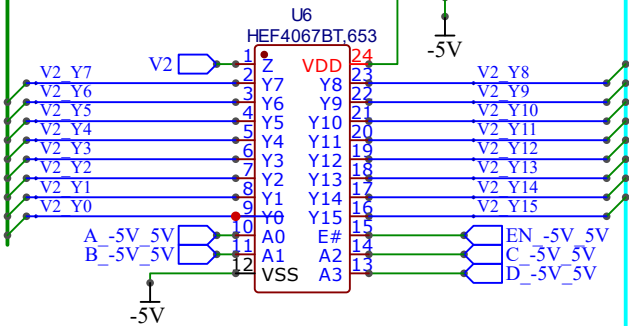 U6
HEF4067BT,653
-5V
V2 1 Z VDD 24
V2_Y7 2 Y7 Y8 23 V2_Y8
V2_Y6 3 Y6 Y9 22 V2_Y9
V2_Y5 4 Y5 Y10 21 V2_Y10
V2_Y4 5 Y4 Y11 20 V2_Y11
V2_Y3 6 Y3 Y12 19 V2_Y12
V2_Y2 7 Y2 Y13 18 V2_Y13
V2_Y1 8 Y1 Y14 17 V2_Y14
V2_Y0 9 Y0 Y15 16 V2_Y15
A_-5V_5V 10 A0 E# 15 EN_-5V_5V
B_-5V_5V 11 A1 A2 14 C_-5V_5V
12 VSS A3 13 D_-5V_5V
-5V